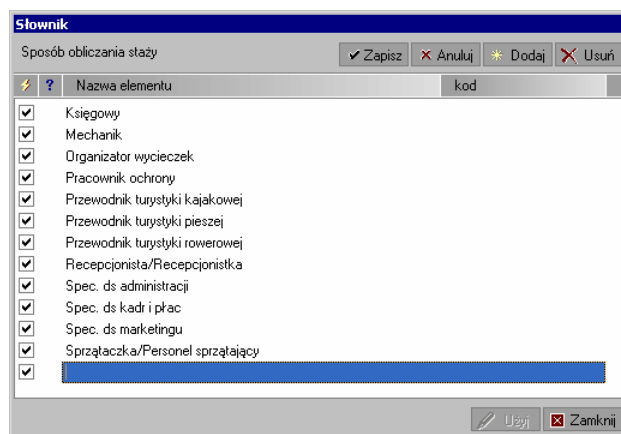 Słownik
Sposób obliczania staży
Zapisz Anuluj Dodaj Usuń
? Nazwa elementu kod
Księgowy
Mechanik
Organizator wycieczek
Pracownik ochrony
Przewodnik turystyki kajakowej
Przewodnik turystyki pieszej
Przewodnik turystyki rowerowej
Recepcjonista/Recepcjonistka
Spec. ds administracji
Spec. ds kadr i płac
Spec. ds marketingu
Sprzątaczka/Personel sprzątający
Użyj Zamknij